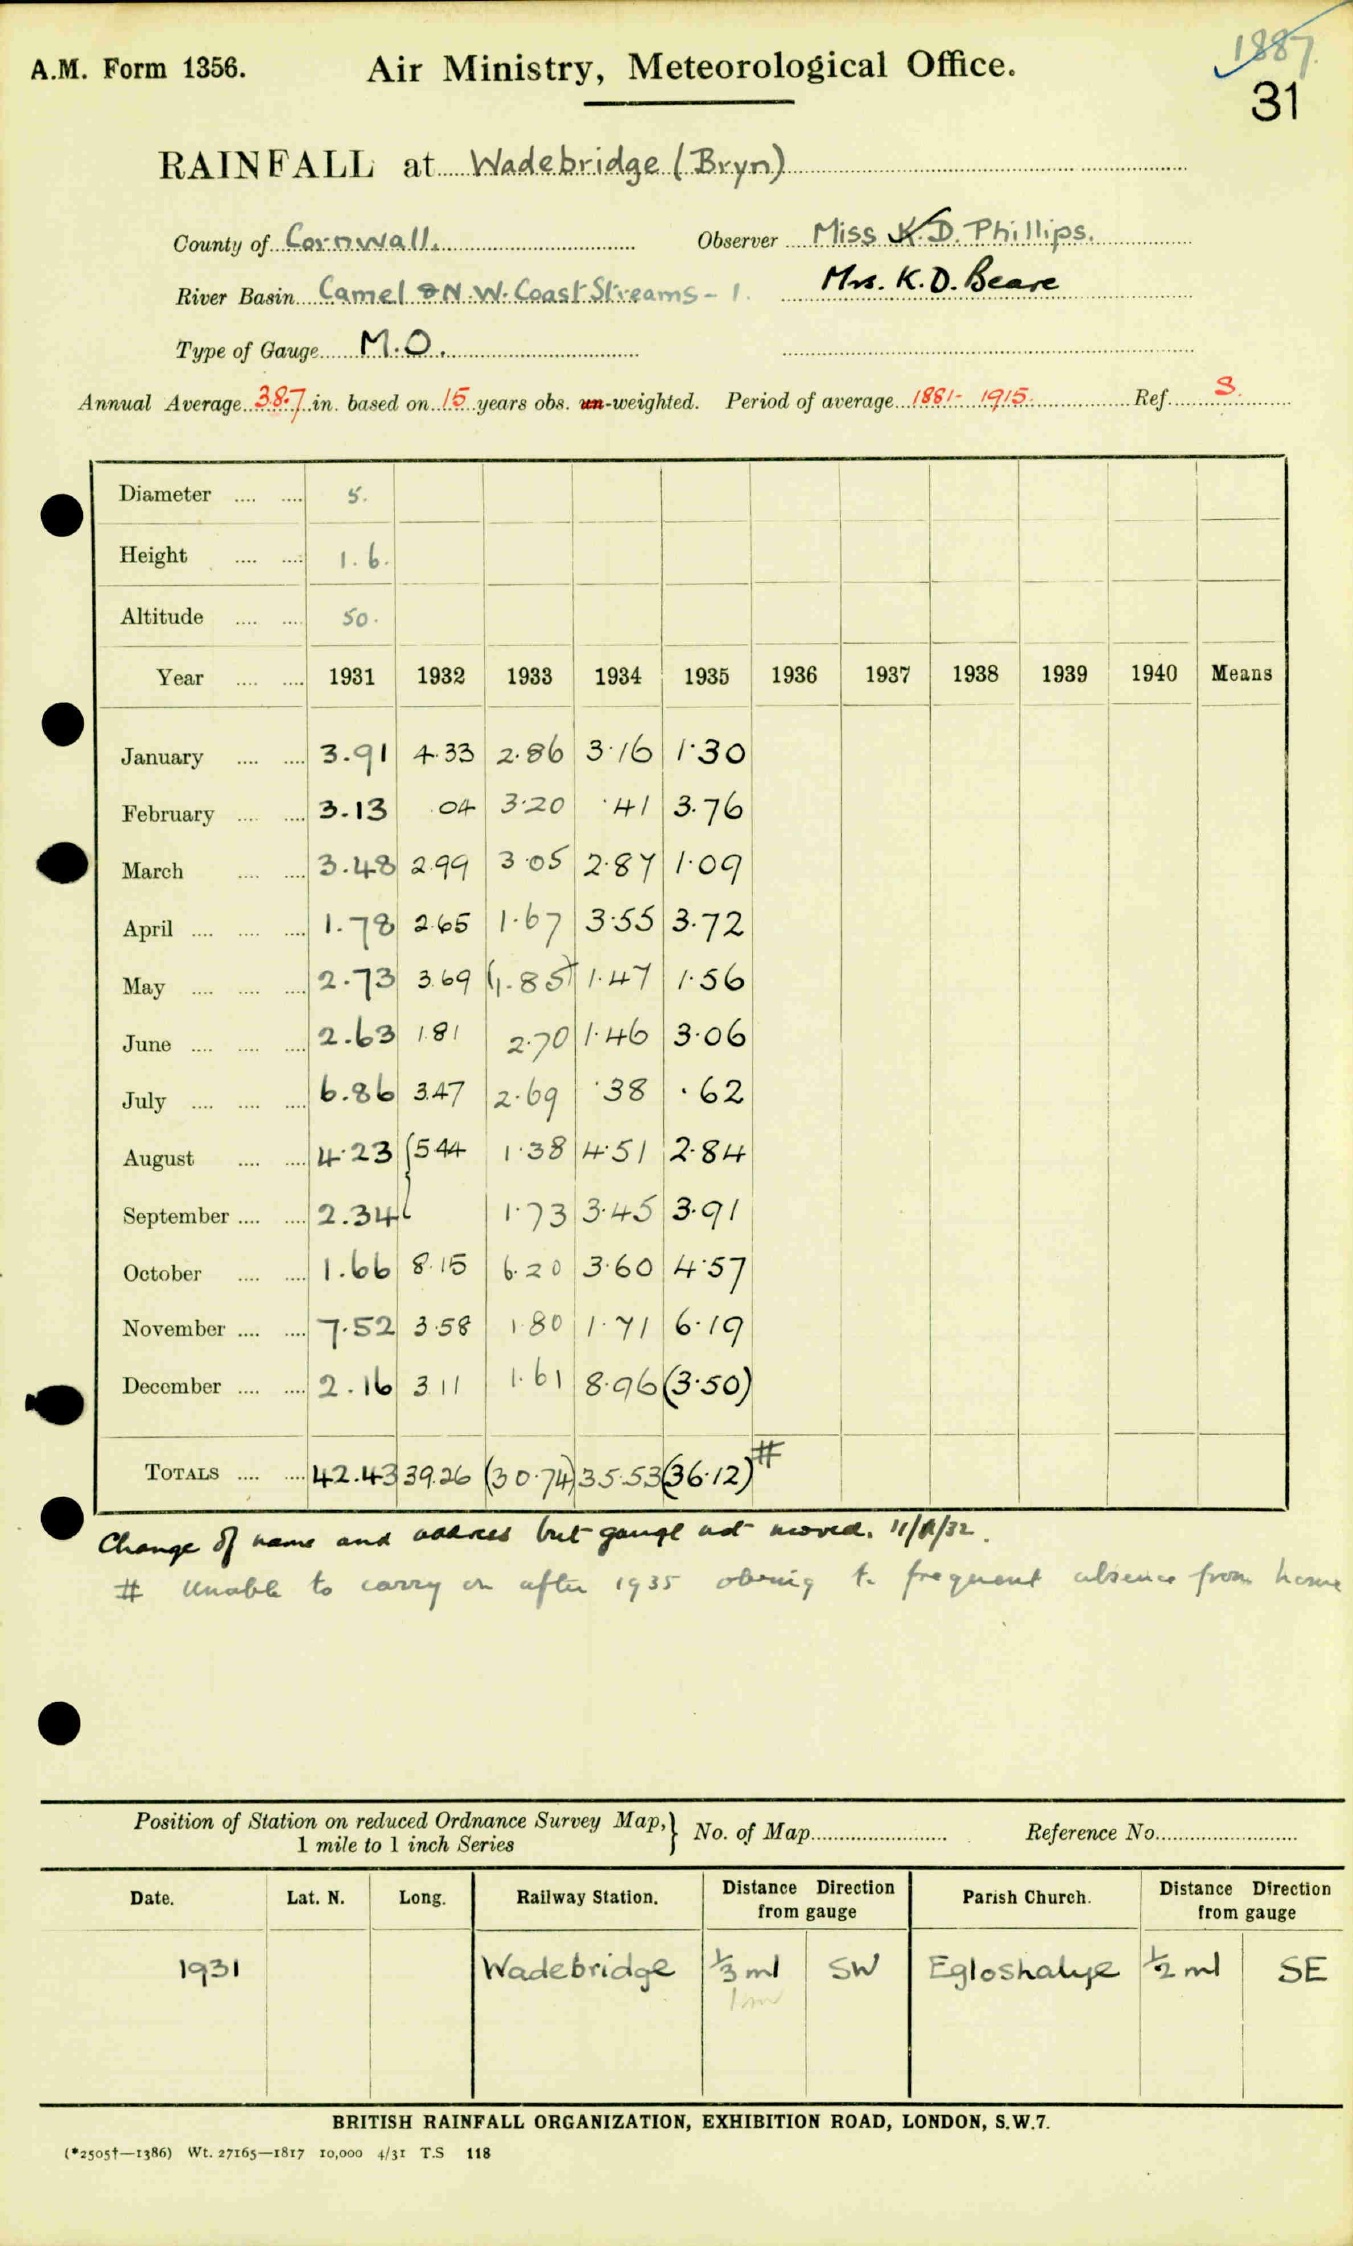 1887.
A.M. Form 1356. Air Ministry, Meteorological Office.
31
RAINFALL at Wadebridge (Bryn)
County of Cornwall. Observer Miss K.D. Phillips.
River Basin Camel & N.W. Coast Streams - 1. Mrs. K.D. Beare
Type of Gauge M.O.
Annual Average 38.7 in. based on 15 years obs. un-weighted. Period of average 1881- 1915. Ref. S.
Diameter .... .... 5.
Height .... .... 1.6.
Altitude .... .... 50.
Year .... .... 1931 1932 1933 1934 1935 1936 1937 1938 1939 1940 Means
January .... .... 3.91 4.33 2.86 3.16 1.30
February .... .... 3.13 .04 3.20 .41 3.76
March .... .... 3.48 2.99 3.05 2.87 1.09
April .... .... .... 1.78 2.65 1.67 3.55 3.72
May .... .... .... 2.73 3.69 (1.85) 1.47 1.56
June .... .... .... 2.63 1.81 2.70 1.46 3.06
July .... .... .... 6.86 3.47 2.69 .38 .62
August .... .... 4.23 {5.44 1.38 4.51 2.84
September .... .... 2.34 1.73 3.45 3.91
October .... .... 1.66 8.15 6.20 3.60 4.57
November .... .... 7.52 3.58 1.80 1.71 6.19
December .... .... 2.16 3.11 1.61 8.96 (3.50)
TOTALS .... .... 42.43 39.26 (30.74) 35.53 (36.12) #
Change of name and address but gauge not moved.
# Unable to carry on after 1935 owing to frequent absence from home
Position of Station on reduced Ordnance Survey Map, } No. of Map Reference No.
1 mile to 1 inch Series
Date. Lat. N. Long. Railway Station. Distance Direction from gauge Parish Church. Distance Direction from gauge
1931 Wadebridge 1/3 ml SW Egloshayle 1/2 ml SE
BRITISH RAINFALL ORGANIZATION, EXHIBITION ROAD, LONDON, S.W.7.
(*2505†—1386) Wt. 27165—1817 10,000 4/31 T.S 118